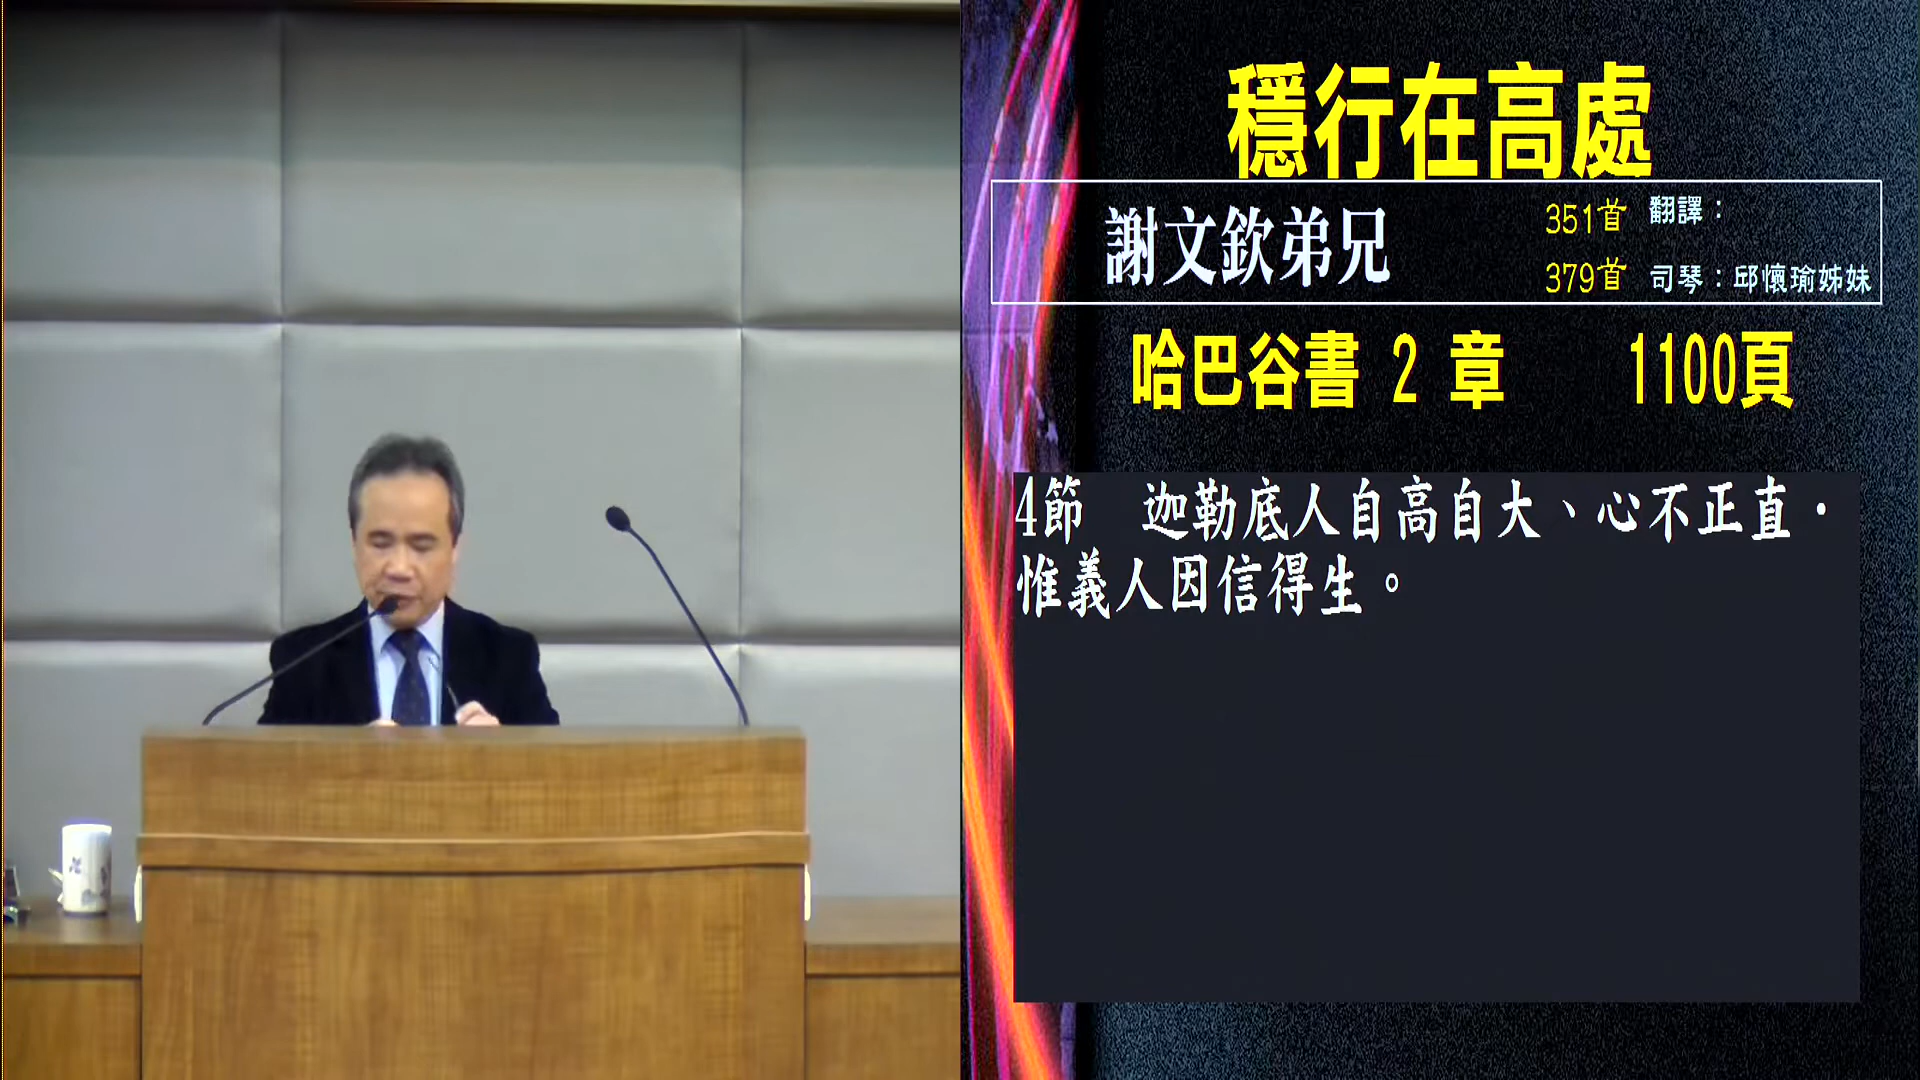 穩行在高處
謝文欽弟兄
351首 翻譯：
379首 司琴：邱懷瑜姊妹
哈巴谷書 2 章 1100頁
4節 迦勒底人自高自大、心不正直．
惟義人因信得生。